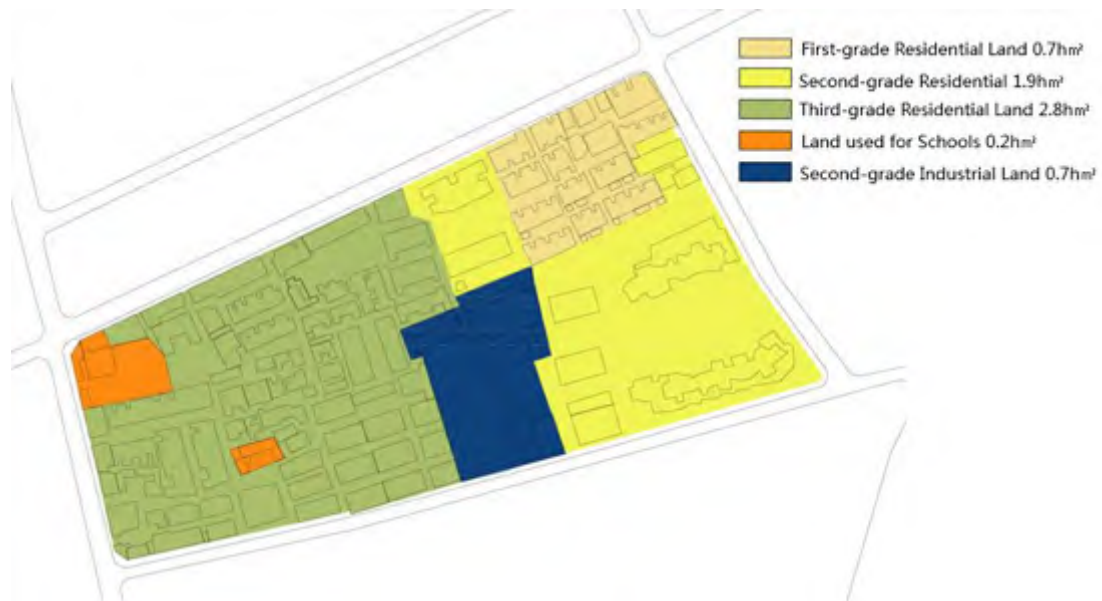 First-grade Residential Land 0.7hm²
Second-grade Residential 1.9hm²
Third-grade Residential Land 2.8hm²
Land used for Schools 0.2hm²
Second-grade Industrial Land 0.7hm²